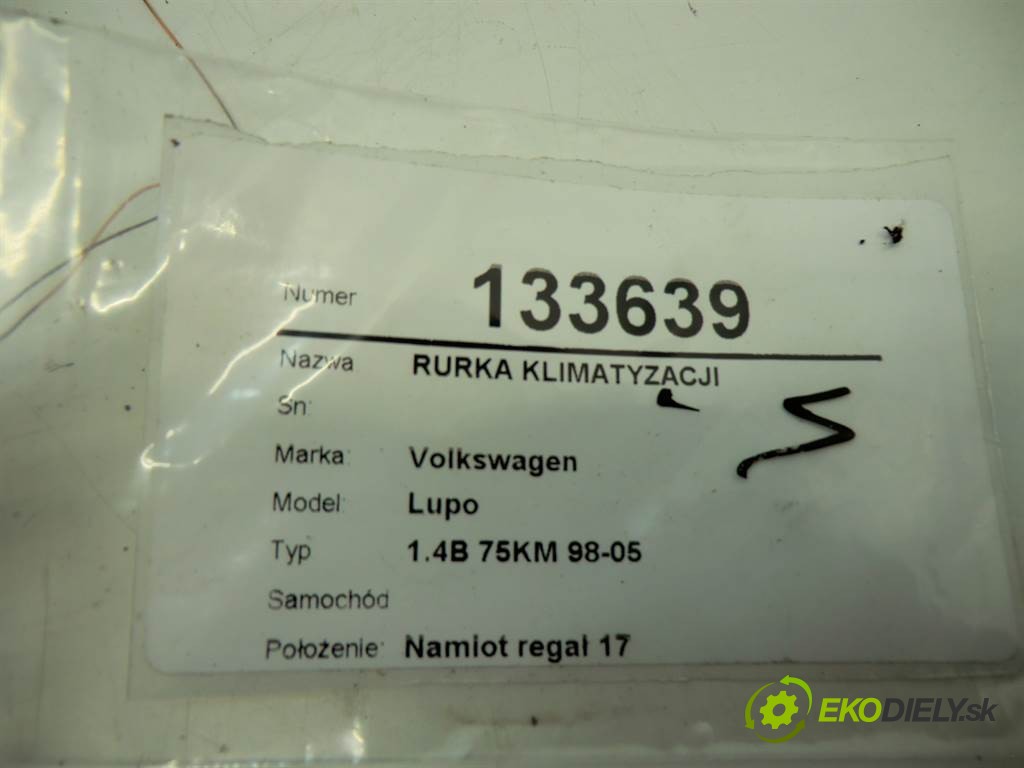 Numer 133639
Nazwa RURKA KLIMATYZACJI
Sn:
Marka: Volkswagen
Model: Lupo
Typ 1.4B 75KM 98-05
Samochód
Położenie: Namiot regał 17
EKODIELY.sk